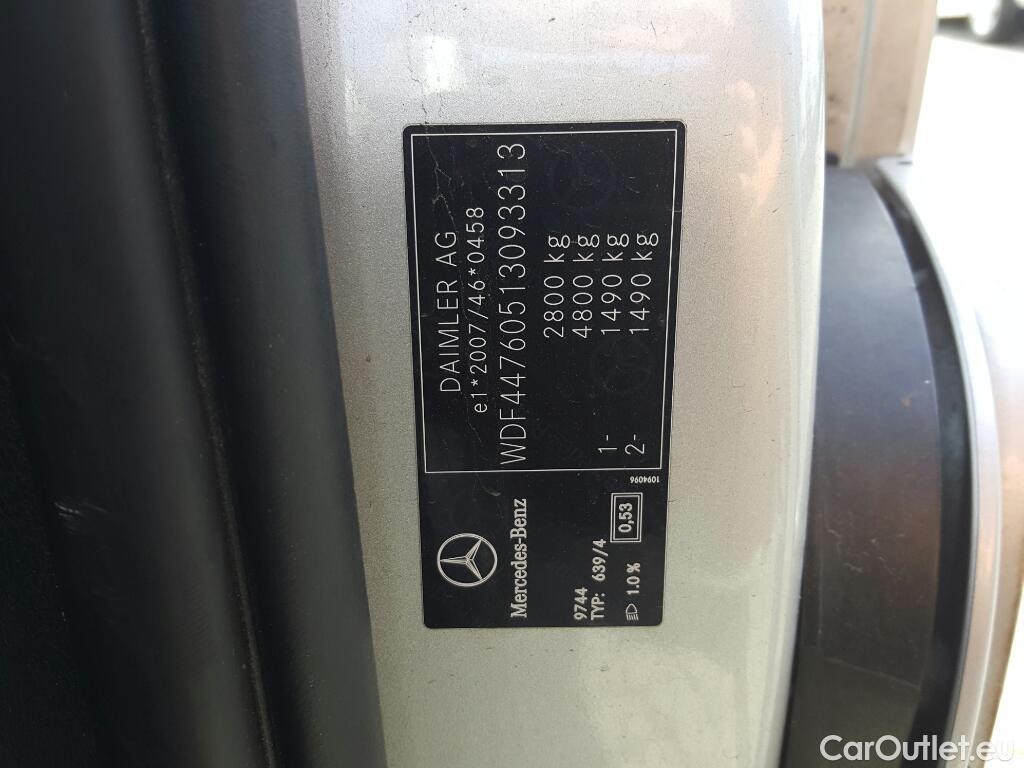 Mercedes-Benz
9744
TYP: 639/4
1.0 %
0,53
1094096
DAIMLER AG
e1*2007/46*0458
WDF44760513093313
2800 kg
4800 kg
1- 1490 kg
2- 1490 kg
CarOutlet.eu